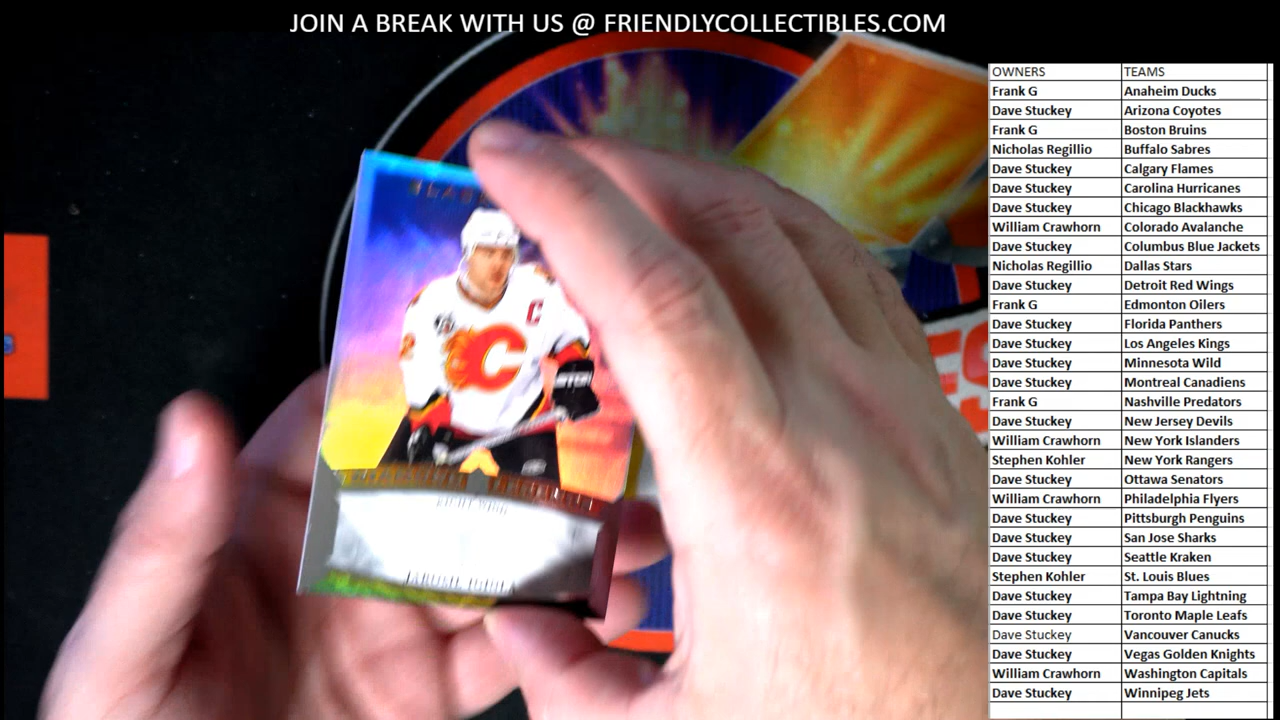 JOIN A BREAK WITH US @ FRIENDLYCOLLECTIBLES.COM
OWNERS TEAMS
Frank G Anaheim Ducks
Dave Stuckey Arizona Coyotes
Frank G Boston Bruins
Nicholas Regillio Buffalo Sabres
Dave Stuckey Calgary Flames
Dave Stuckey Carolina Hurricanes
Dave Stuckey Chicago Blackhawks
William Crawhorn Colorado Avalanche
Dave Stuckey Columbus Blue Jackets
Nicholas Regillio Dallas Stars
Dave Stuckey Detroit Red Wings
Frank G Edmonton Oilers
Dave Stuckey Florida Panthers
Dave Stuckey Los Angeles Kings
Dave Stuckey Minnesota Wild
Dave Stuckey Montreal Canadiens
Frank G Nashville Predators
Dave Stuckey New Jersey Devils
William Crawhorn New York Islanders
Stephen Kohler New York Rangers
Dave Stuckey Ottawa Senators
William Crawhorn Philadelphia Flyers
Dave Stuckey Pittsburgh Penguins
Dave Stuckey San Jose Sharks
Dave Stuckey Seattle Kraken
Stephen Kohler St. Louis Blues
Dave Stuckey Tampa Bay Lightning
Dave Stuckey Toronto Maple Leafs
Dave Stuckey Vancouver Canucks
Dave Stuckey Vegas Golden Knights
William Crawhorn Washington Capitals
Dave Stuckey Winnipeg Jets
C
C
RIGHT WING
JAROME IGINLA